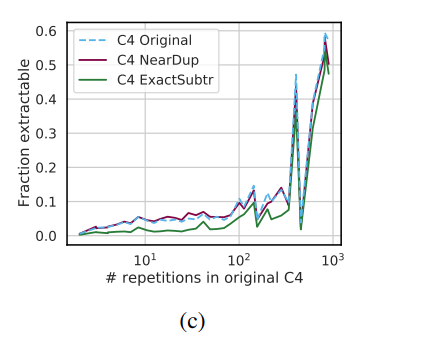 0.6
0.5
0.4
0.3
0.2
0.1
0.0
Fraction extractable
C4 Original
C4 NearDup
C4 ExactSubtr
10¹ 10² 10³
# repetitions in original C4
(c)